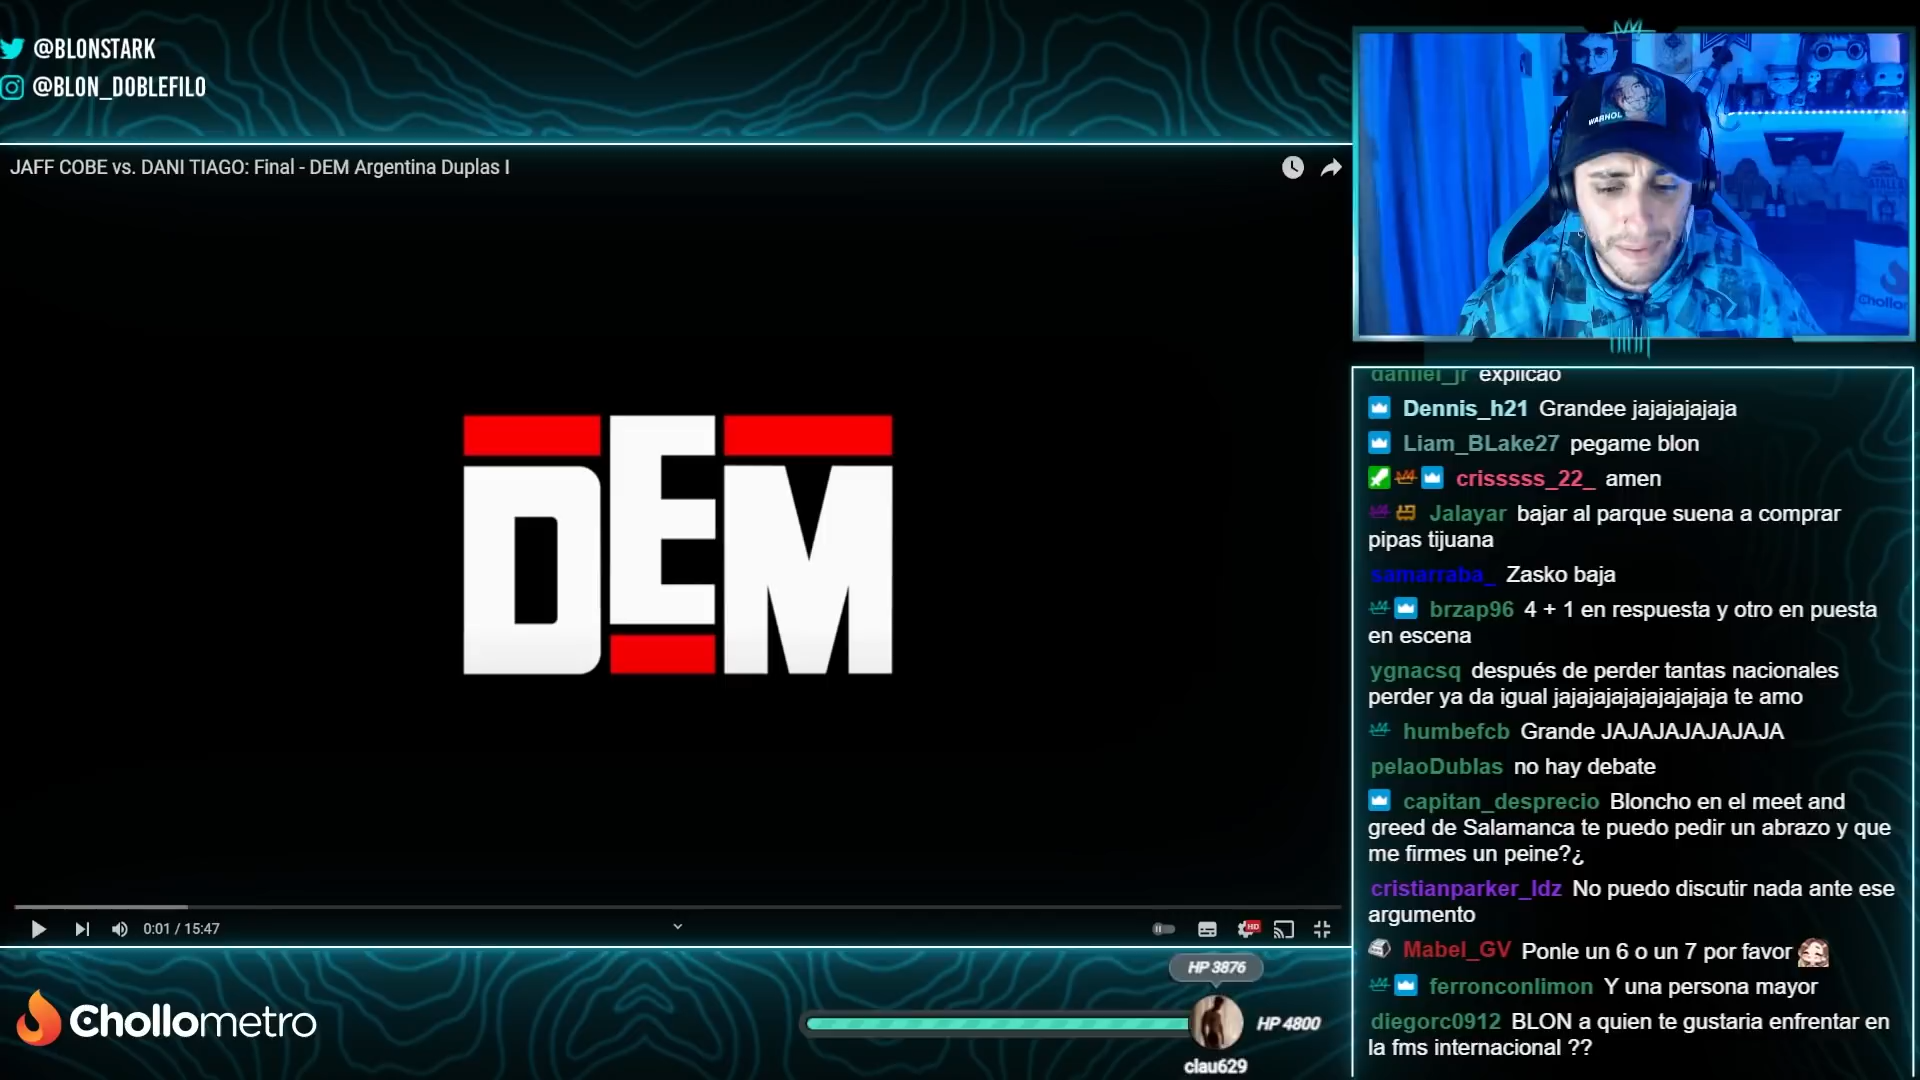 @BLONSTARK
@BLON_DOBLEFILO
JAFF COBE vs. DANI TIAGO: Final - DEM Argentina Duplas I
DEM
0:01 / 15:47
HD
Chollometro
HP 3876
HP 4800
clau629
WARHOL
daniiel_jr explicao
Dennis_h21 Grandee jajajajajaja
Liam_BLake27 pegame blon
crisssss_22_ amen
Jalayar bajar al parque suena a comprar
pipas tijuana
samarraba_ Zasko baja
brzap96 4 + 1 en respuesta y otro en puesta
en escena
ygnacsq después de perder tantas nacionales
perder ya da igual jajajajajajajajaja te amo
humbefcb Grande JAJAJAJAJAJAJA
pelaoDublas no hay debate
capitan_desprecio Bloncho en el meet and
greed de Salamanca te puedo pedir un abrazo y que
me firmes un peine?¿
cristianparker_ldz No puedo discutir nada ante ese
argumento
Mabel_GV Ponle un 6 o un 7 por favor
ferronconlimon Y una persona mayor
diegorc0912 BLON a quien te gustaria enfrentar en
la fms internacional ??